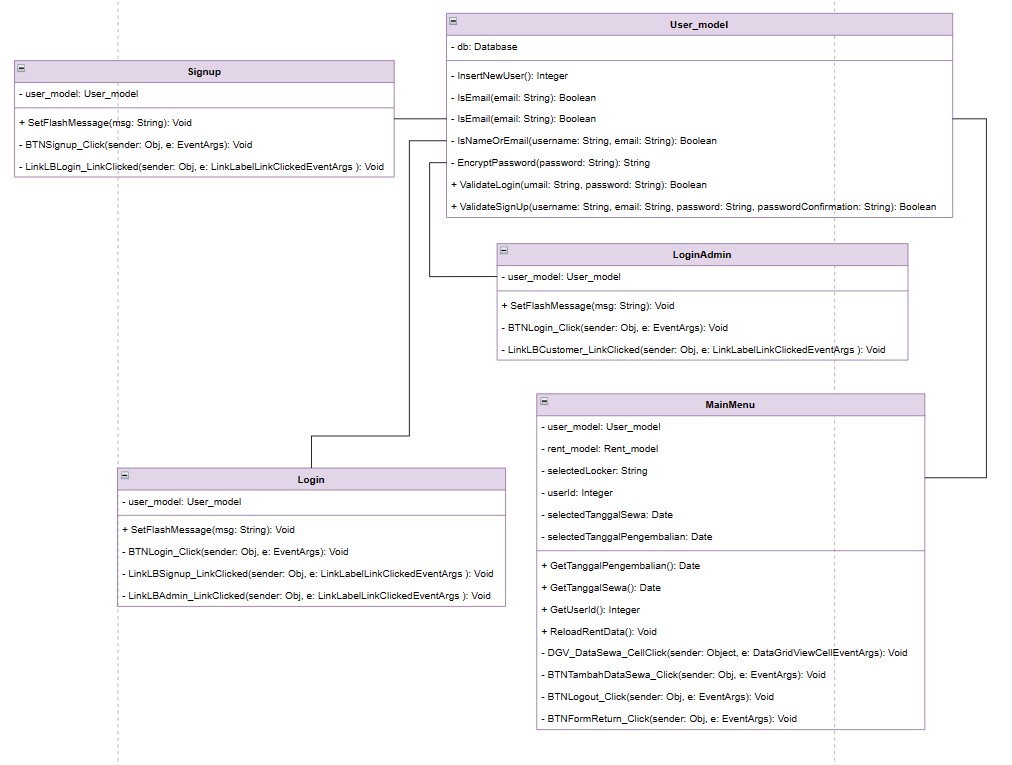 User_model
- db: Database
- InsertNewUser(): Integer
- IsEmail(email: String): Boolean
- IsEmail(email: String): Boolean
- IsNameOrEmail(username: String, email: String): Boolean
- EncryptPassword(password: String): String
+ ValidateLogin(umail: String, password: String): Boolean
+ ValidateSignUp(username: String, email: String, password: String, passwordConfirmation: String): Boolean
Signup
- user_model: User_model
+ SetFlashMessage(msg: String): Void
- BTNSignup_Click(sender: Obj, e: EventArgs): Void
- LinkLBLogin_LinkClicked(sender: Obj, e: LinkLabelLinkClickedEventArgs ): Void
LoginAdmin
- user_model: User_model
+ SetFlashMessage(msg: String): Void
- BTNLogin_Click(sender: Obj, e: EventArgs): Void
- LinkLBCustomer_LinkClicked(sender: Obj, e: LinkLabelLinkClickedEventArgs ): Void
MainMenu
- user_model: User_model
- rent_model: Rent_model
- selectedLocker: String
- userId: Integer
- selectedTanggalSewa: Date
- selectedTanggalPengembalian: Date
+ GetTanggalPengembalian(): Date
+ GetTanggalSewa(): Date
+ GetUserId(): Integer
+ ReloadRentData(): Void
- DGV_DataSewa_CellClick(sender: Object, e: DataGridViewCellEventArgs): Void
- BTNTambahDataSewa_Click(sender: Obj, e: EventArgs): Void
- BTNLogout_Click(sender: Obj, e: EventArgs): Void
- BTNFormReturn_Click(sender: Obj, e: EventArgs): Void
Login
- user_model: User_model
+ SetFlashMessage(msg: String): Void
- BTNLogin_Click(sender: Obj, e: EventArgs): Void
- LinkLBSignup_LinkClicked(sender: Obj, e: LinkLabelLinkClickedEventArgs ): Void
- LinkLBAdmin_LinkClicked(sender: Obj, e: LinkLabelLinkClickedEventArgs ): Void